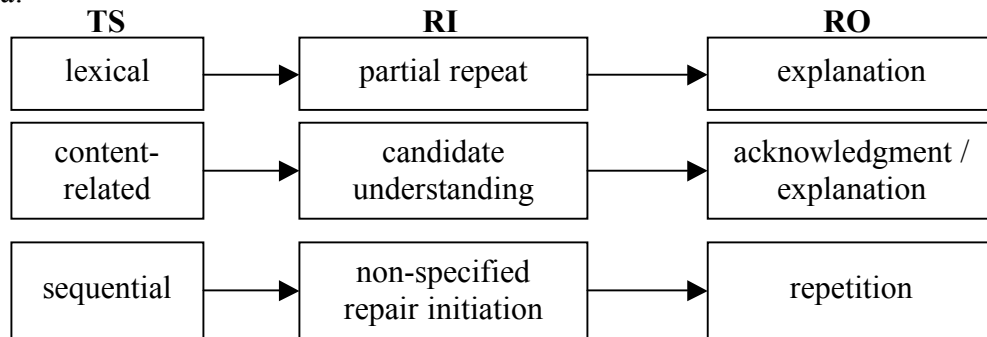 a.
TS RI RO
lexical partial repeat explanation
content-
related
candidate
understanding
acknowledgment /
explanation
sequential
non-specified
repair initiation
repetition